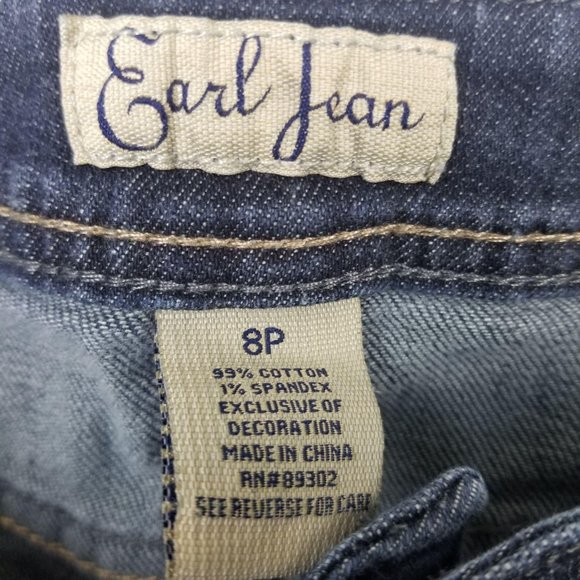 Earl Jean
8P
99% COTTON
1% SPANDEX
EXCLUSIVE OF
DECORATION
MADE IN CHINA
RN#89302
SEE REVERSE FOR CARE